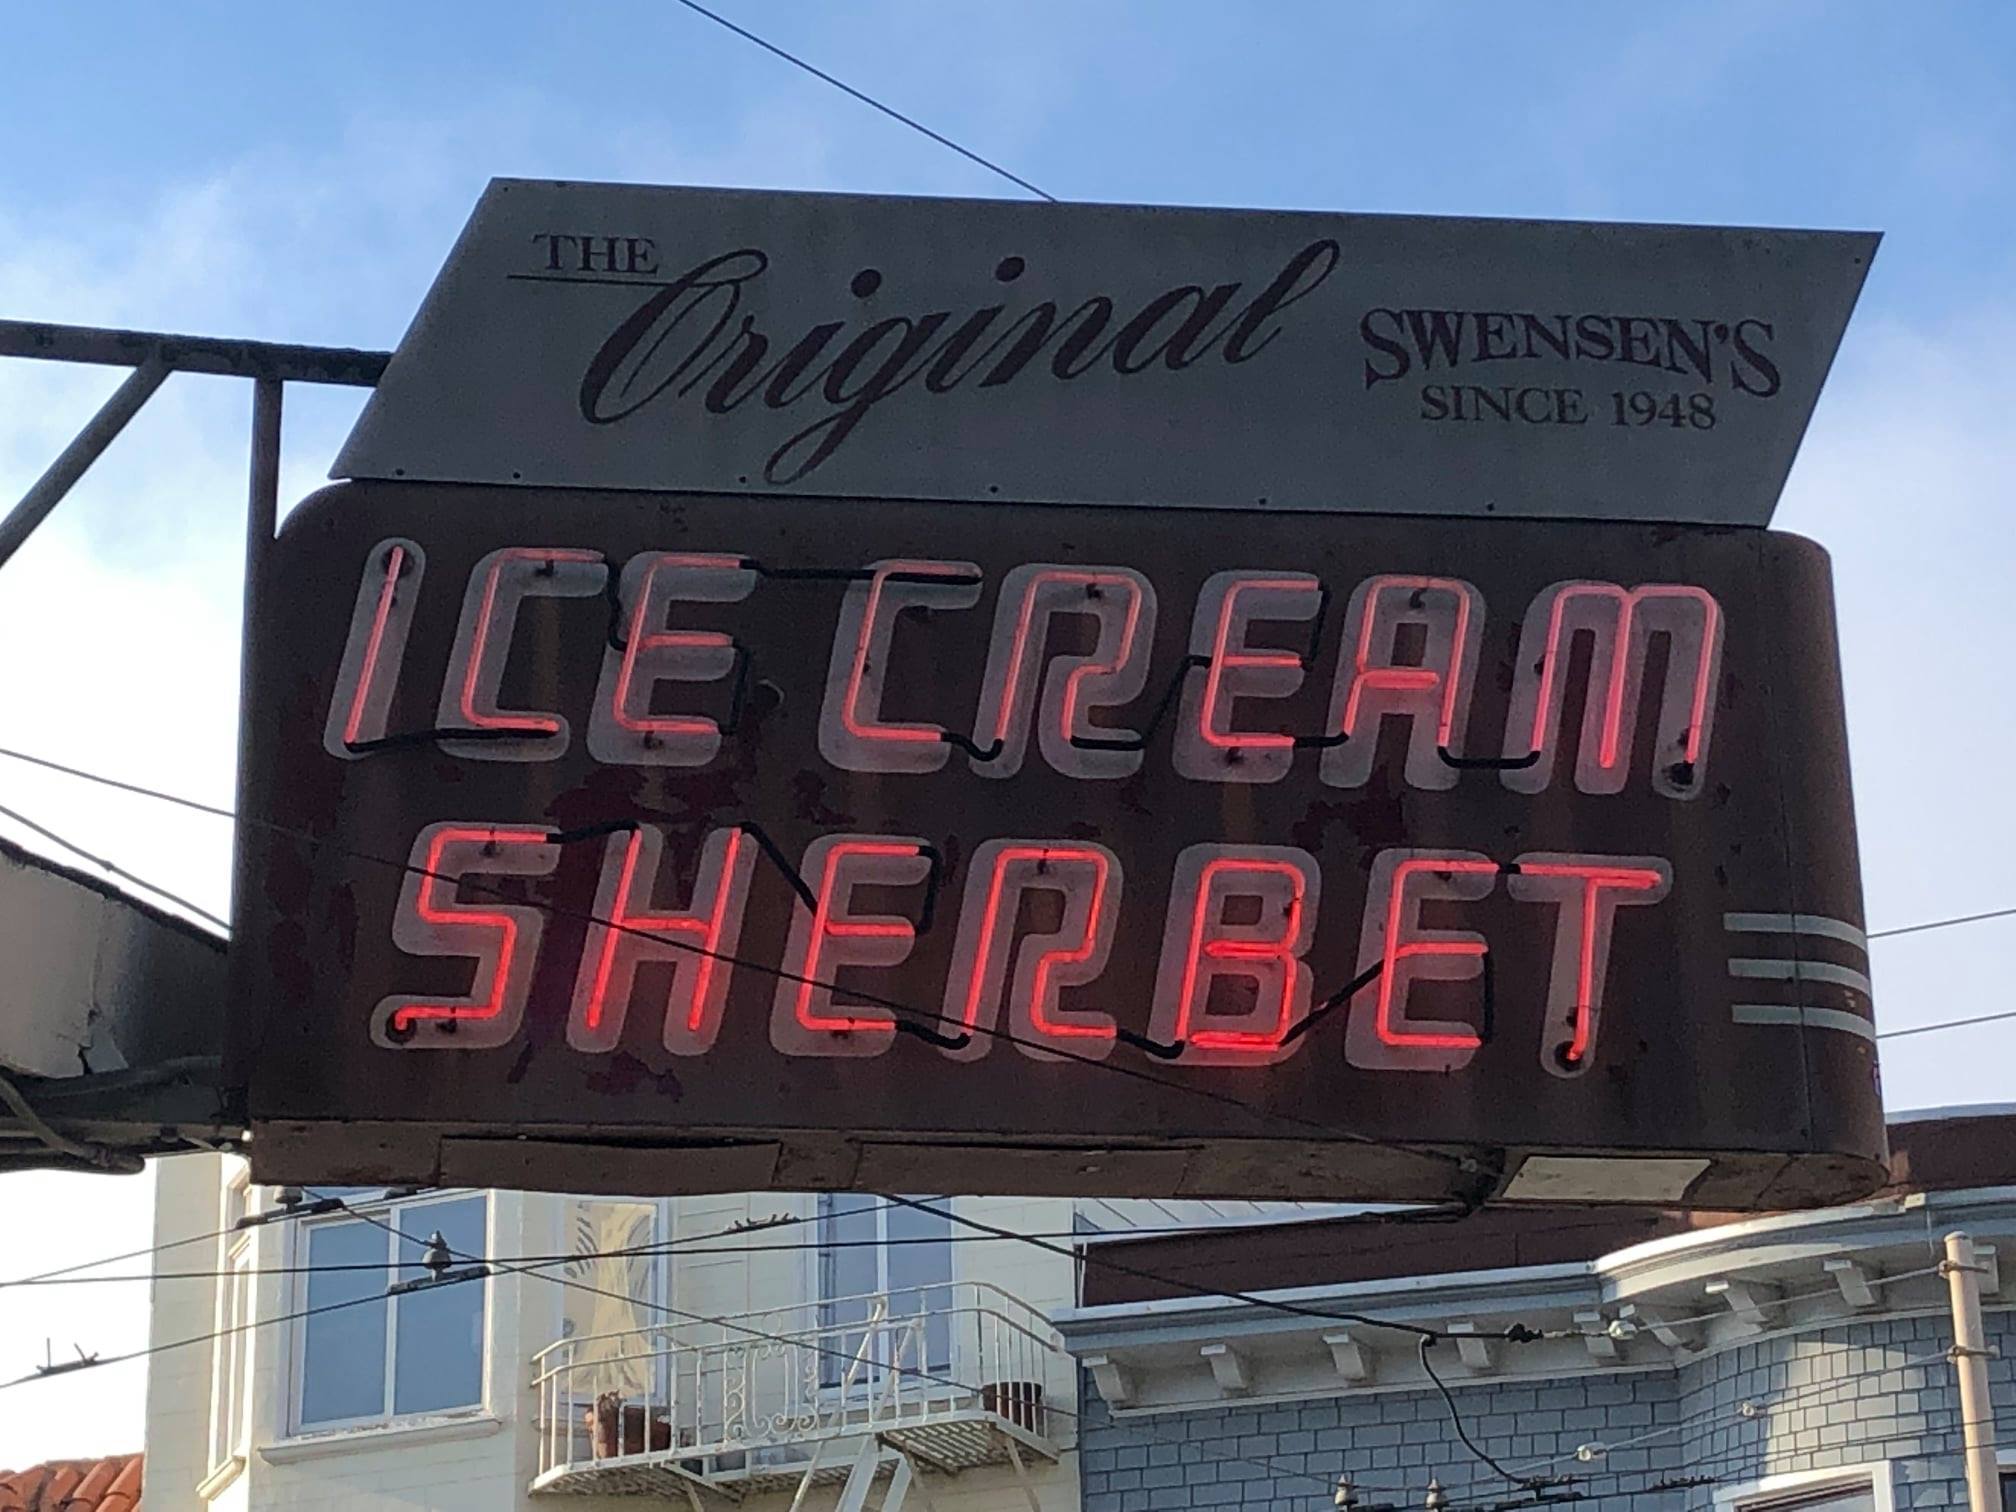 THE Original SWENSEN'S
SINCE 1948
ICE CREAM
SHERBET